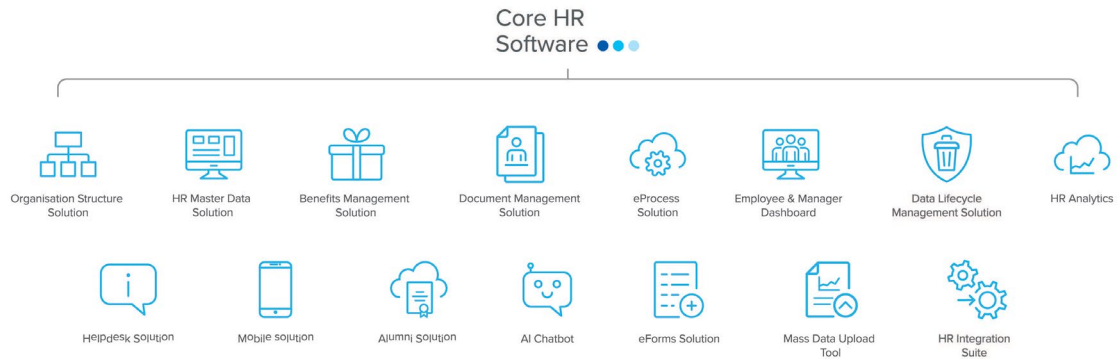 Core HR
Software
Organisation Structure
Solution
HR Master Data
Solution
Benefits Management
Solution
Document Management
Solution
eProcess
Solution
Employee & Manager
Dashboard
Data Lifecycle
Management Solution
HR Analytics
Helpdesk Solution
Mobile solution
Alumni Solution
AI Chatbot
eForms Solution
Mass Data Upload
Tool
HR Integration
Suite